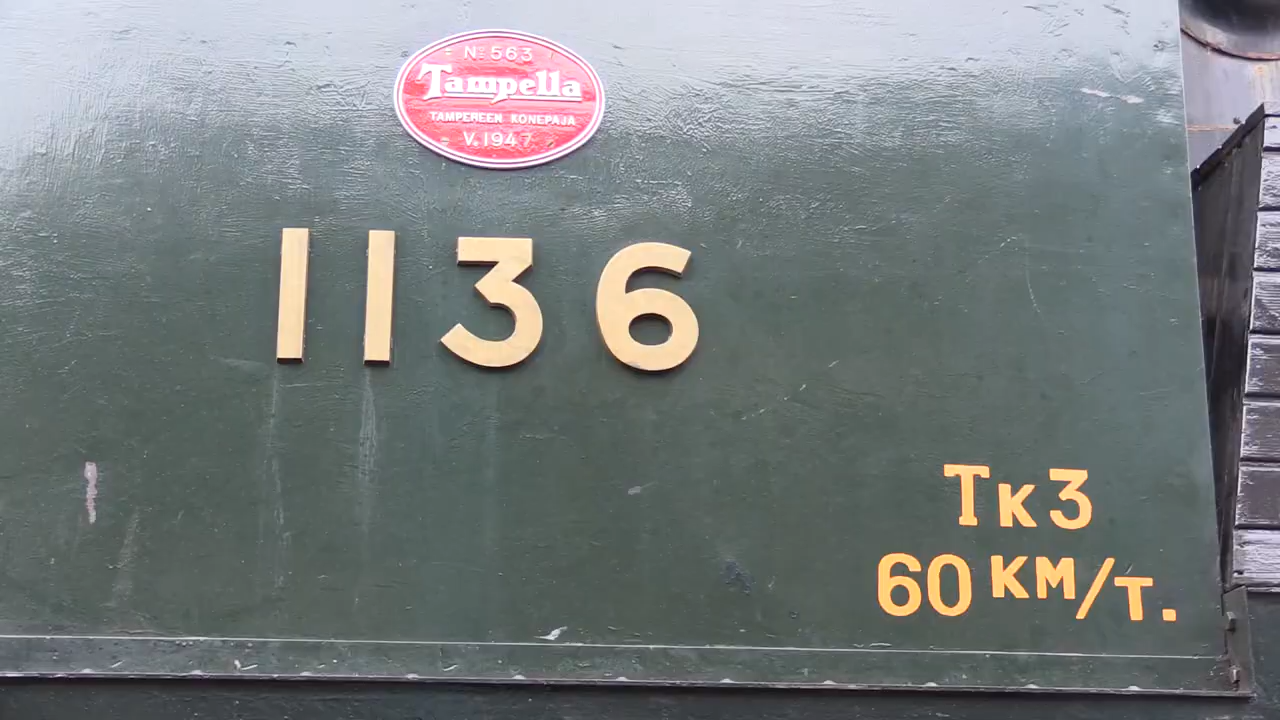 Nº 563
Tampella
TAMPEREEN KONEPAJA
V.1947
1136
TK3
60 KM/T.